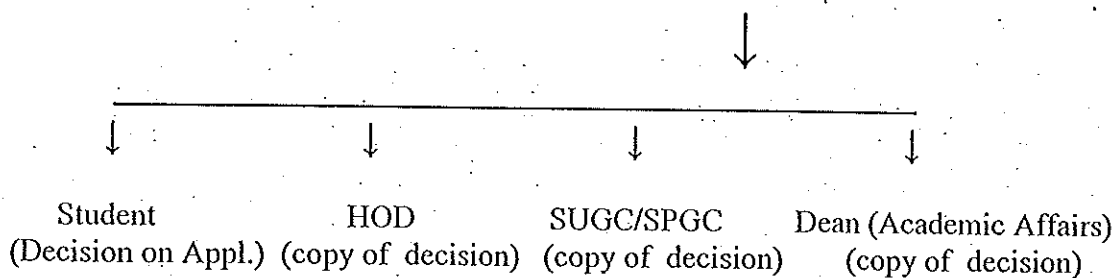 Student HOD SUGC/SPGC Dean (Academic Affairs)
(Decision on Appl.) (copy of decision) (copy of decision) (copy of decision)